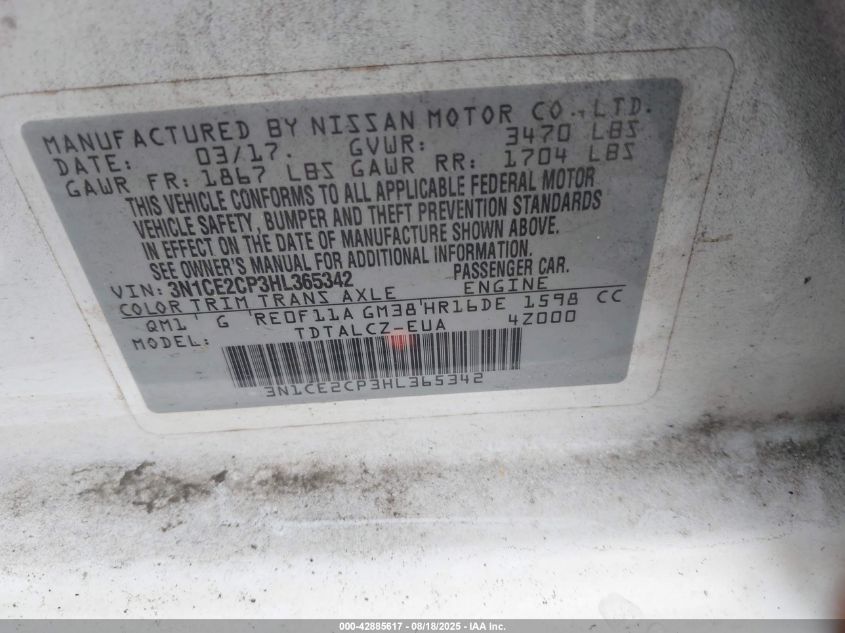 MANUFACTURED BY NISSAN MOTOR CO., LTD.
DATE: 03/17. GVWR: 3470 LBS
GAWR FR: 1867 LBS GAWR RR: 1704 LBS
THIS VEHICLE CONFORMS TO ALL APPLICABLE FEDERAL MOTOR
VEHICLE SAFETY, BUMPER AND THEFT PREVENTION STANDARDS
IN EFFECT ON THE DATE OF MANUFACTURE SHOWN ABOVE.
SEE OWNER'S MANUAL FOR ADDITIONAL INFORMATION.
VIN: 3N1CE2CP3HL365342 PASSENGER CAR.
COLOR TRIM TRANS AXLE ENGINE
QM1 G RE0F11A GM38 HR16DE 1598 CC
MODEL: TDTALCZ-EUA 4Z000
3N1CE2CP3HL365342
000-42885617 - 08/18/2025 - IAA Inc.